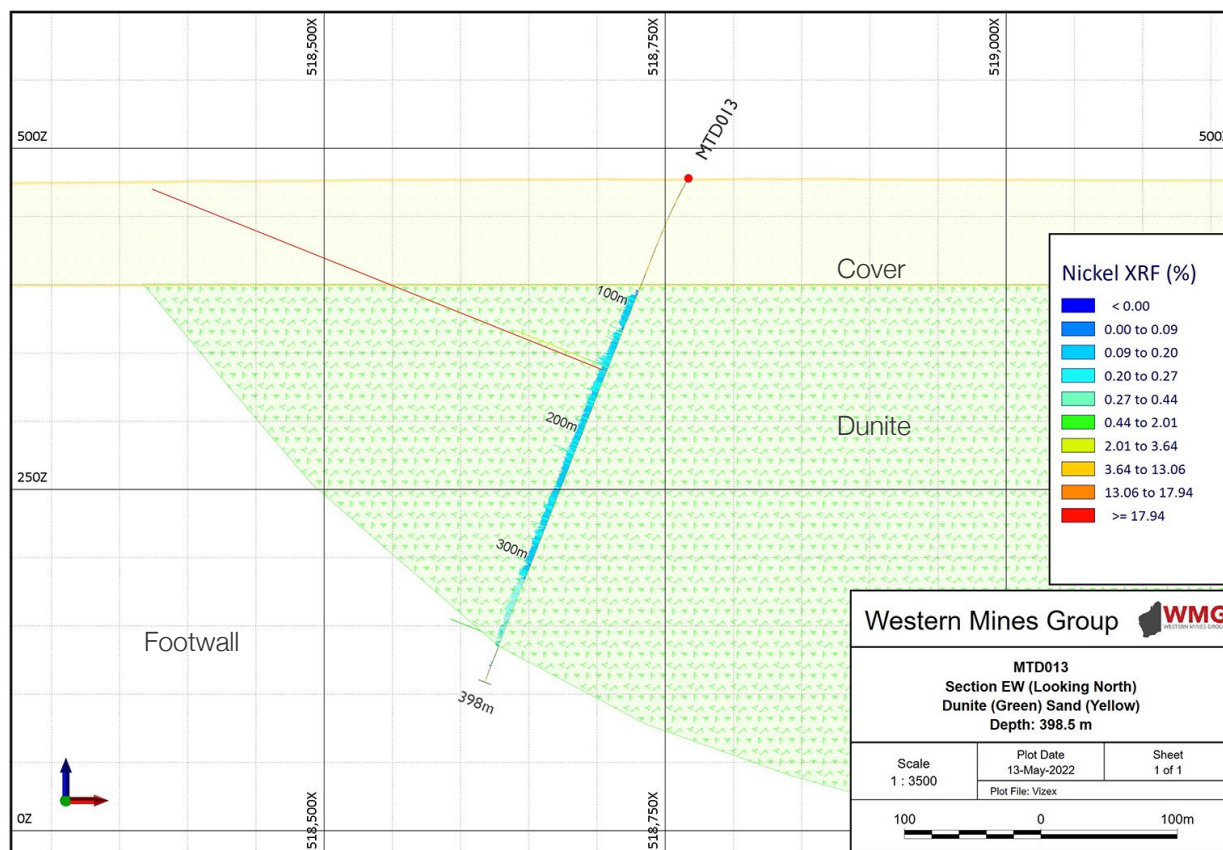 518,500X
518,750X
519,000X
MTD013
500Z
500Z
Cover
100m
Nickel XRF (%)
< 0.00
0.00 to 0.09
0.09 to 0.20
0.20 to 0.27
0.27 to 0.44
0.44 to 2.01
2.01 to 3.64
3.64 to 13.06
13.06 to 17.94
>= 17.94
200m
Dunite
250Z
300m
Footwall
398m
Western Mines Group
WMG
WESTERN MINES GROUP
MTD013
Section EW (Looking North)
Dunite (Green) Sand (Yellow)
Depth: 398.5 m
Scale
1 : 3500
Plot Date
13-May-2022
Sheet
1 of 1
Plot File: Vizex
100 0 100m
0Z
518,500X
518,750X